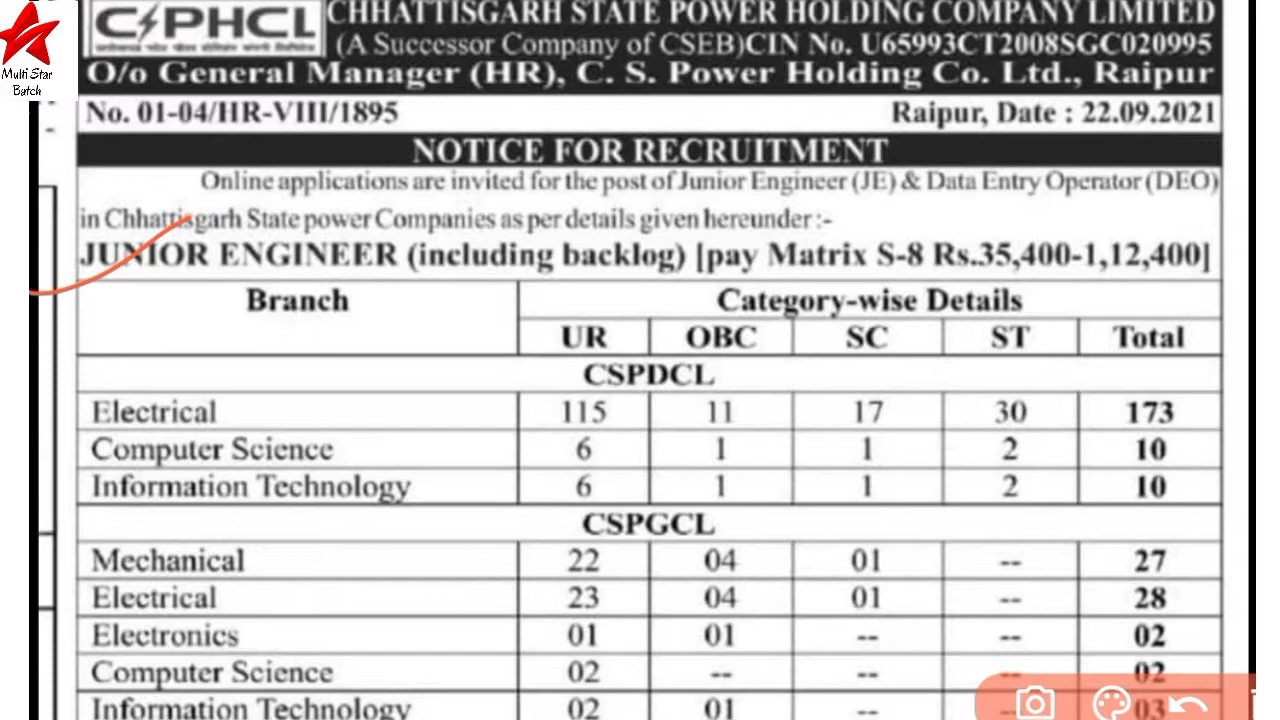 Multi Star
Batch
CSPHCL
CHHATTISGARH STATE POWER HOLDING COMPANY LIMITED
(A Successor Company of CSEB)CIN No. U65993CT2008SGC020995
O/o General Manager (HR), C. S. Power Holding Co. Ltd., Raipur
No. 01-04/HR-VIII/1895 Raipur, Date : 22.09.2021
NOTICE FOR RECRUITMENT
Online applications are invited for the post of Junior Engineer (JE) & Data Entry Operator (DEO)
in Chhattisgarh State power Companies as per details given hereunder :-
JUNIOR ENGINEER (including backlog) [pay Matrix S-8 Rs.35,400-1,12,400]
Branch Category-wise Details
UR OBC SC ST Total
CSPDCL
Electrical 115 11 17 30 173
Computer Science 6 1 1 2 10
Information Technology 6 1 1 2 10
CSPGCL
Mechanical 22 04 01 -- 27
Electrical 23 04 01 -- 28
Electronics 01 01 -- -- 02
Computer Science 02 -- -- -- 02
Information Technology 02 01 -- -- 03